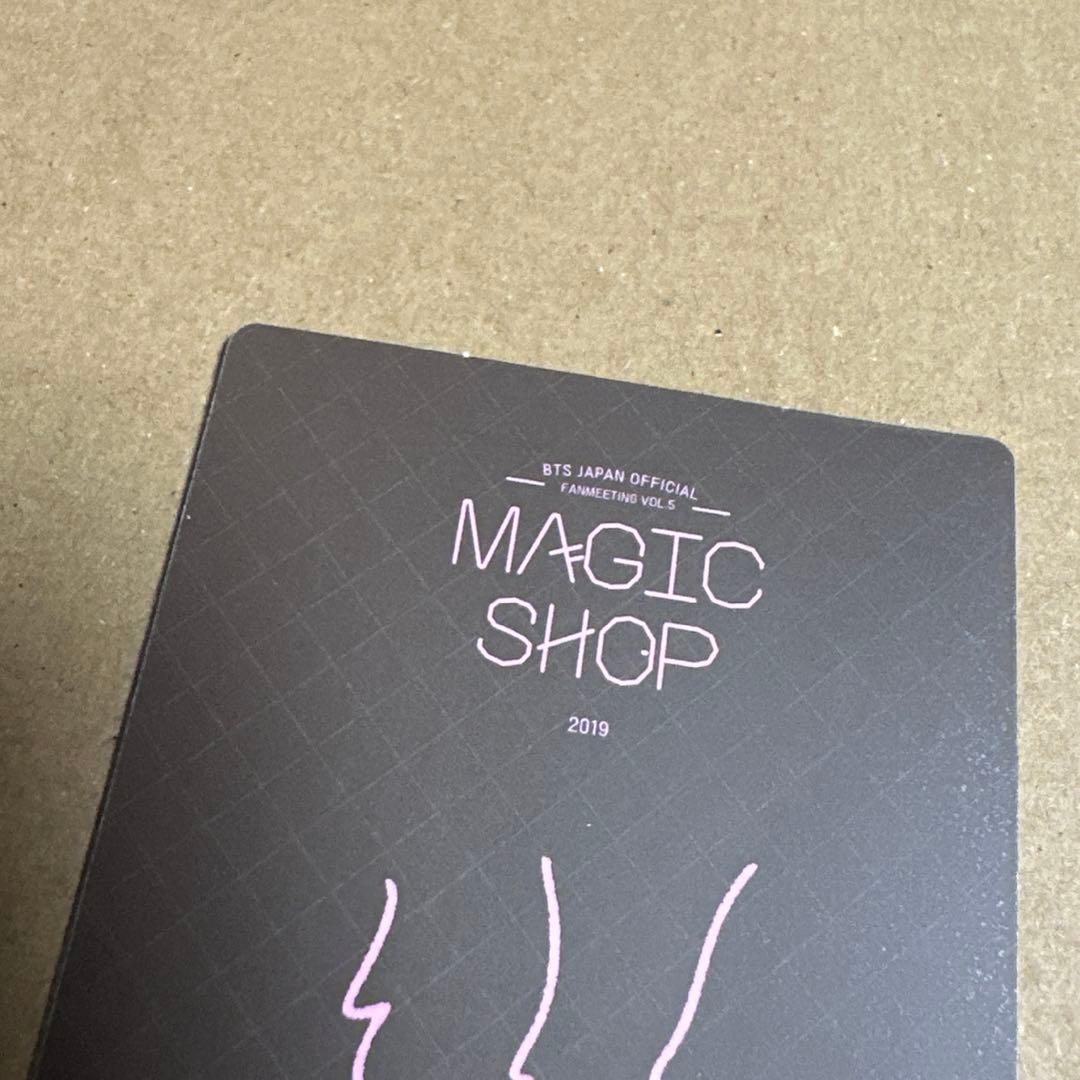 BTS JAPAN OFFICIAL
FANMEETING VOL.5
MAGIC
SHOP
2019